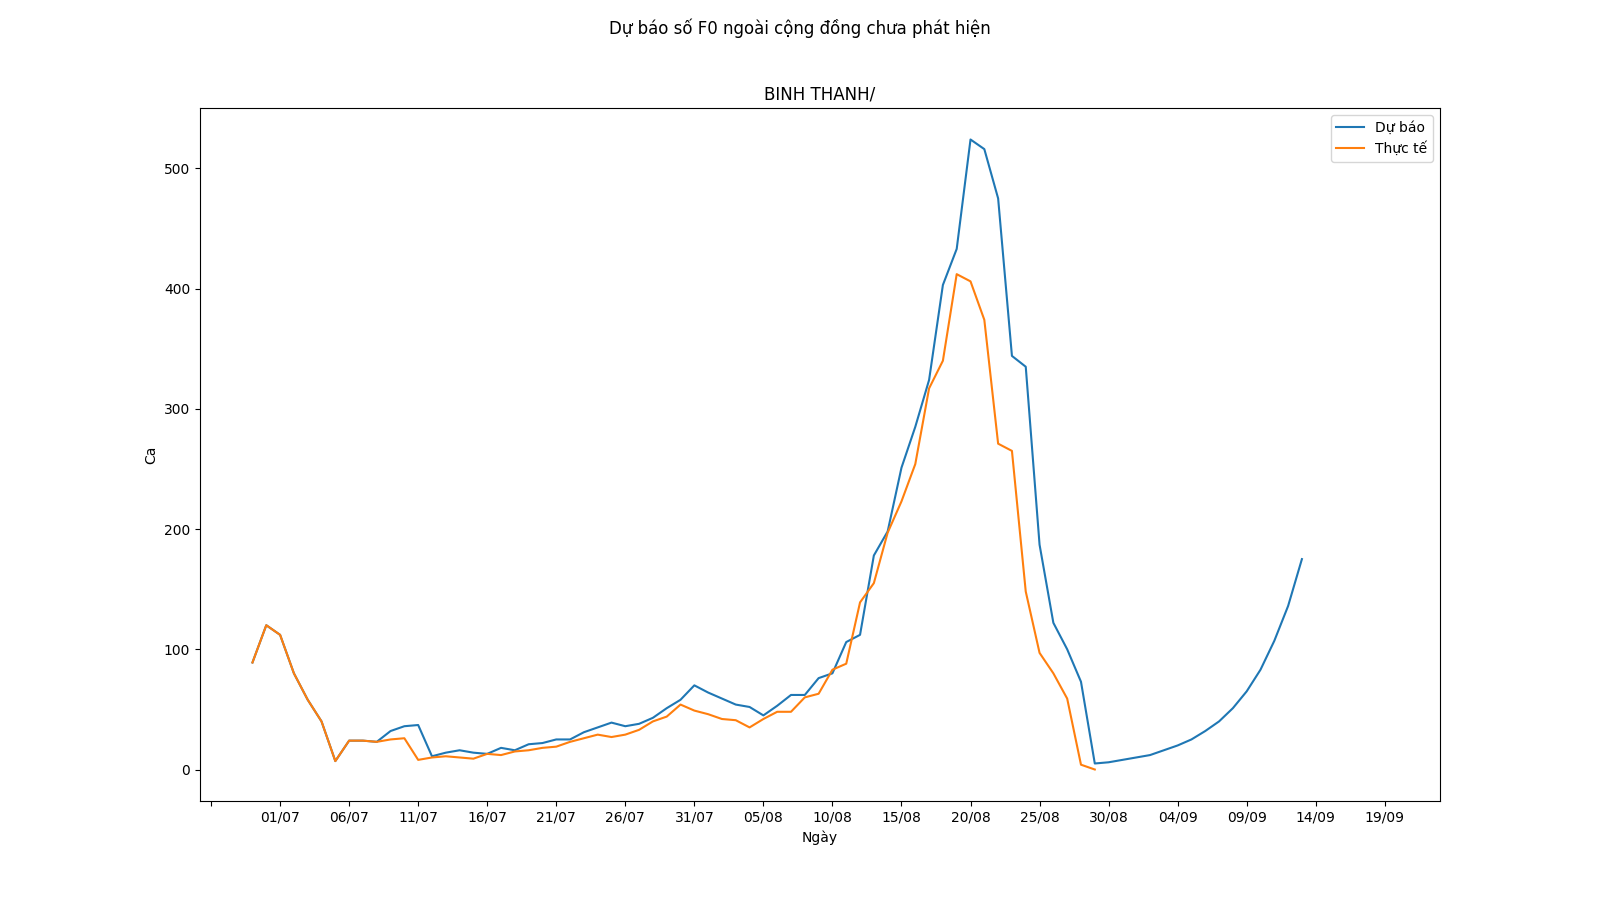 Dự báo số F0 ngoài cộng đồng chưa phát hiện
BINH THANH/
Dự báo
Thực tế
500
400
300
200
100
0
Ca
01/07 06/07 11/07 16/07 21/07 26/07 31/07 05/08 10/08 15/08 20/08 25/08 30/08 04/09 09/09 14/09 19/09
Ngày